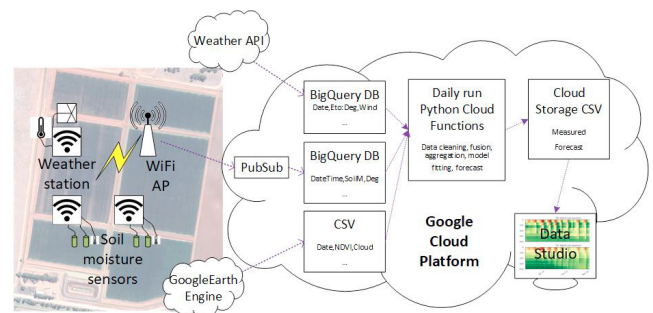 Weather API
BigQuery DB
Date,Eto:Deg,Wind
...
Daily run
Python Cloud
Functions
Data cleaning, fusion,
aggregation, model
fitting, forecast
Cloud
Storage CSV
Measured
Forecast
Weather
station
WiFi
AP
PubSub
BigQuery DB
DateTime,SoilM,Deg
...
Soil
moisture
sensors
CSV
Date,NDVI,Cloud
...
Google
Cloud
Platform
Data
Studio
GoogleEarth
Engine